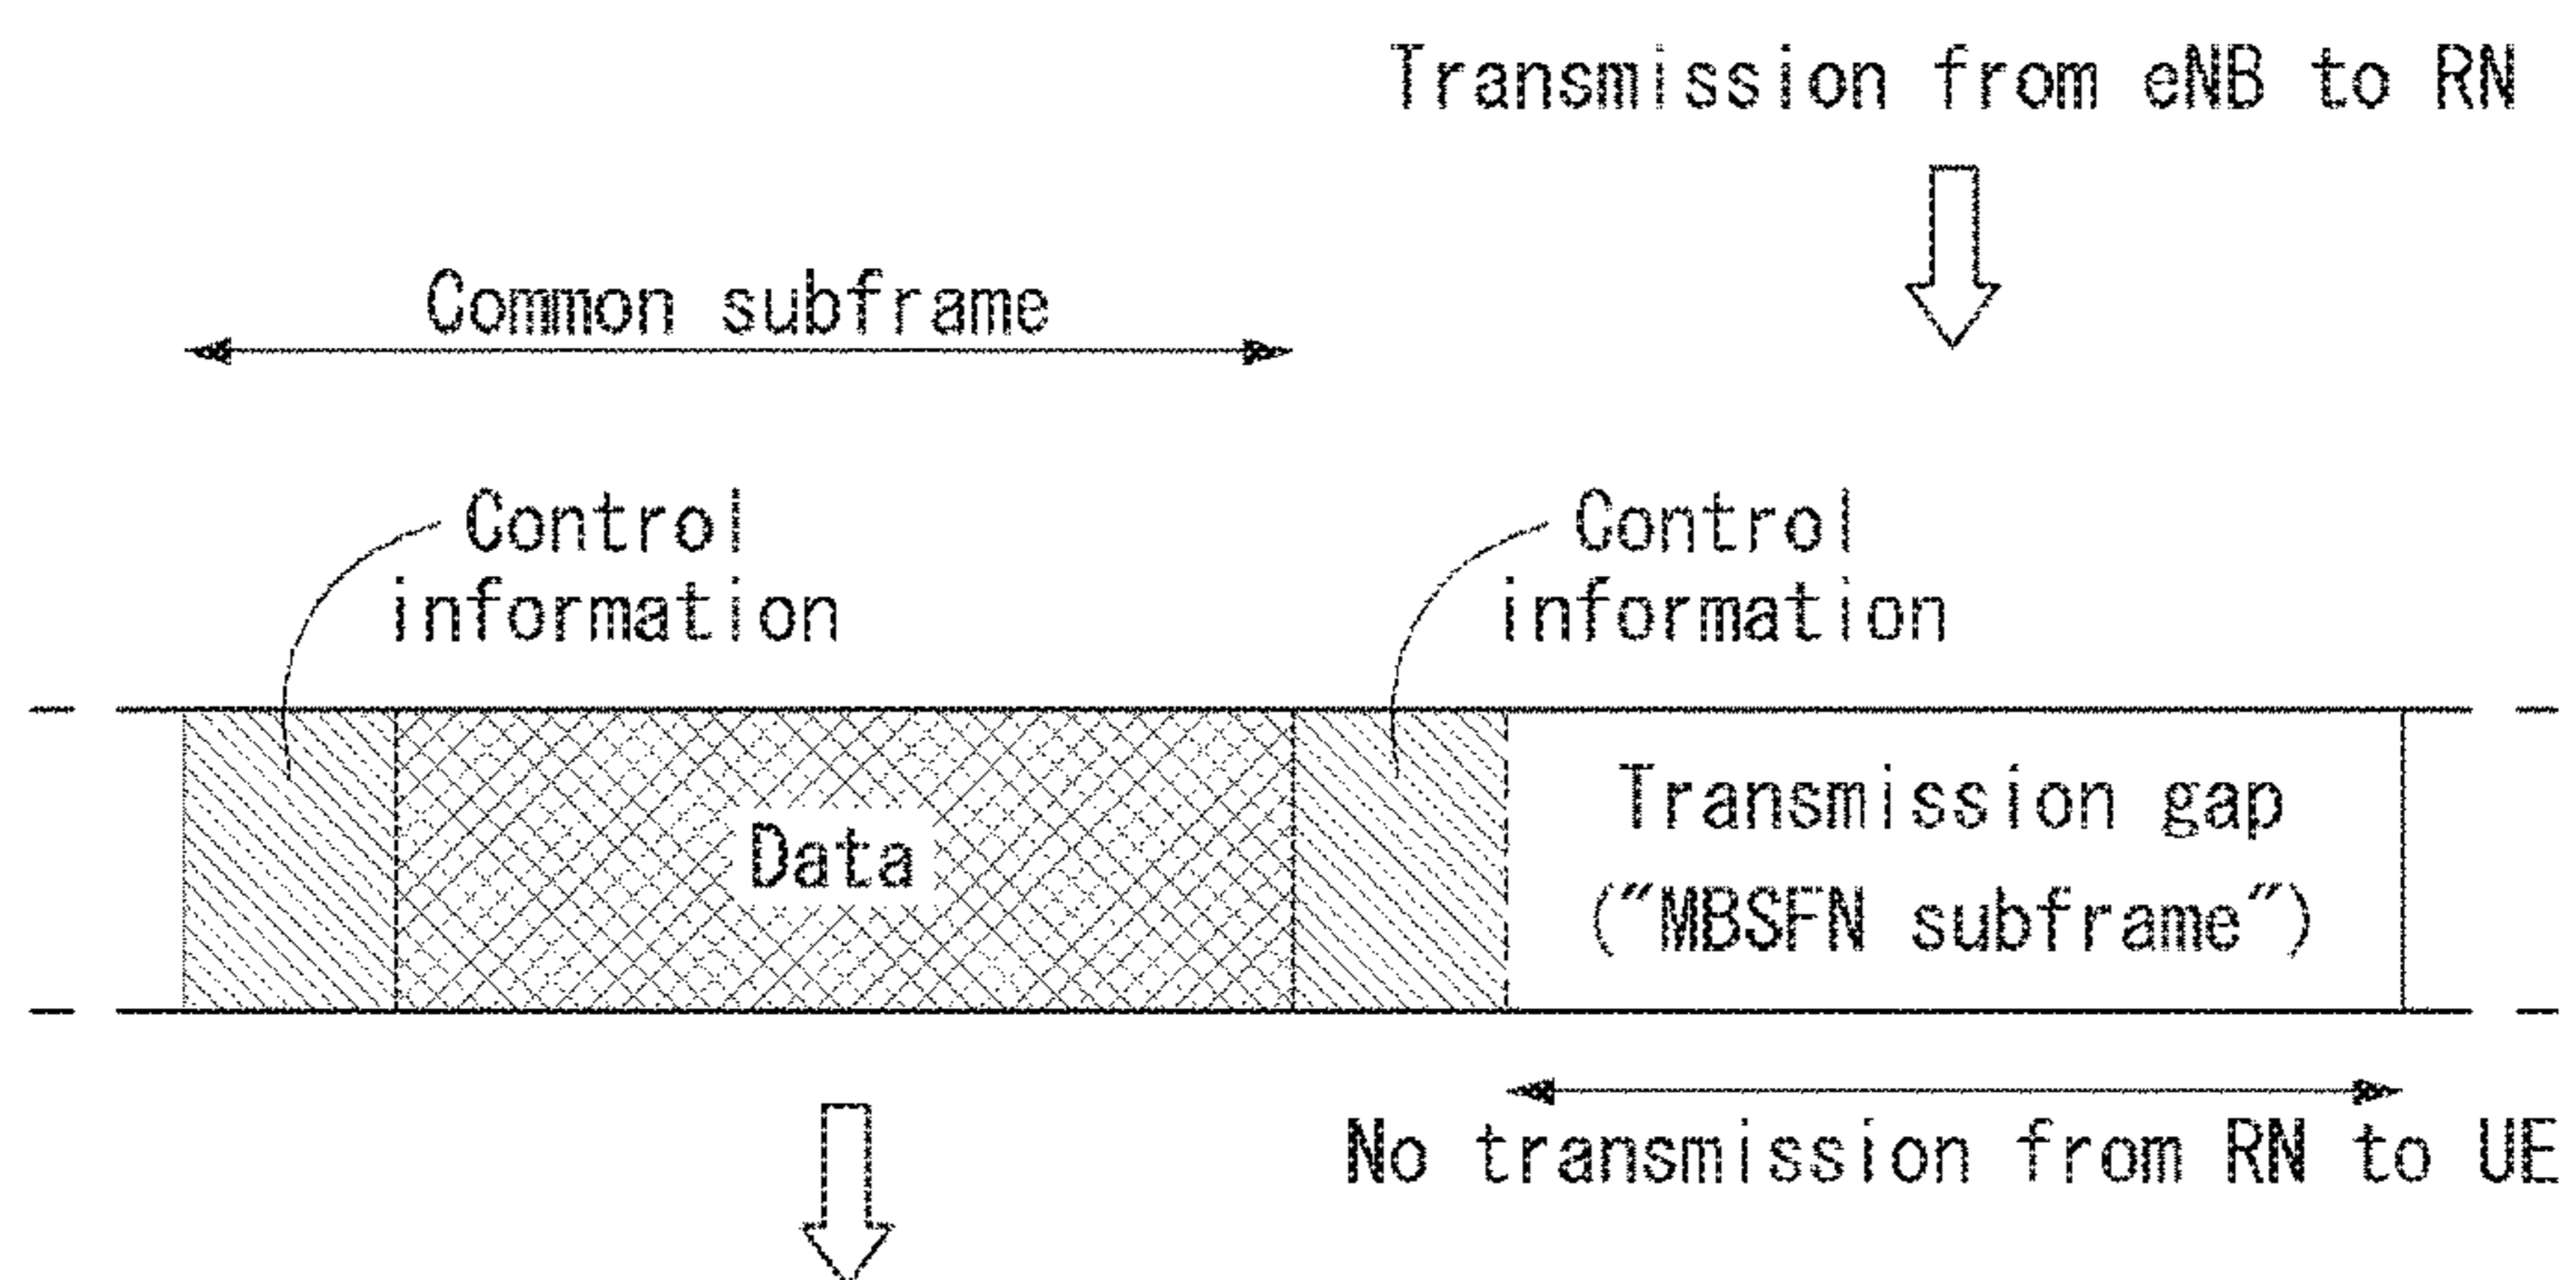 Transmission from eNB to RN
Common subframe
Control
information
Control
information
Data
Transmission gap
("MBSFN subframe")
No transmission from RN to UE